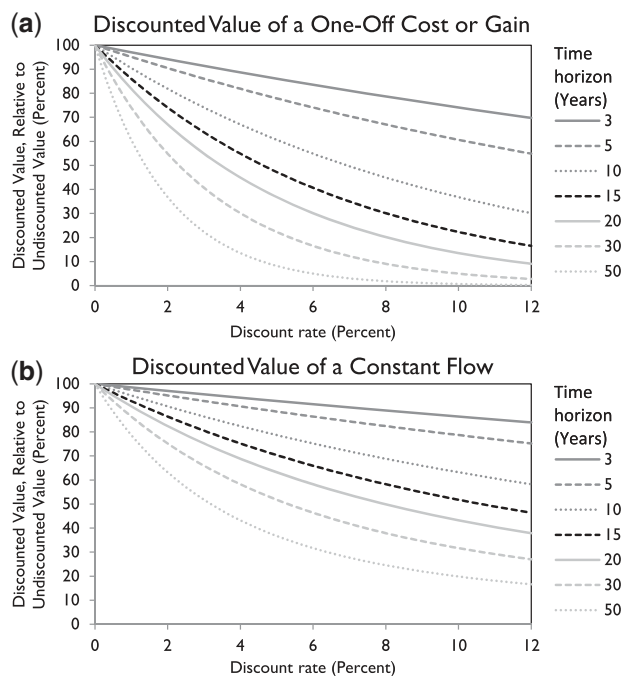 (a) Discounted Value of a One-Off Cost or Gain
Discounted Value, Relative to
Undiscounted Value (Percent)
100
90
80
70
60
50
40
30
20
10
0
0 2 4 6 8 10 12
Discount rate (Percent)
Time
horizon
(Years)
3
5
10
15
20
30
50
(b) Discounted Value of a Constant Flow
Discounted Value, Relative to
Undiscounted Value (Percent)
100
90
80
70
60
50
40
30
20
10
0
0 2 4 6 8 10 12
Discount rate (Percent)
Time
horizon
(Years)
3
5
10
15
20
30
50